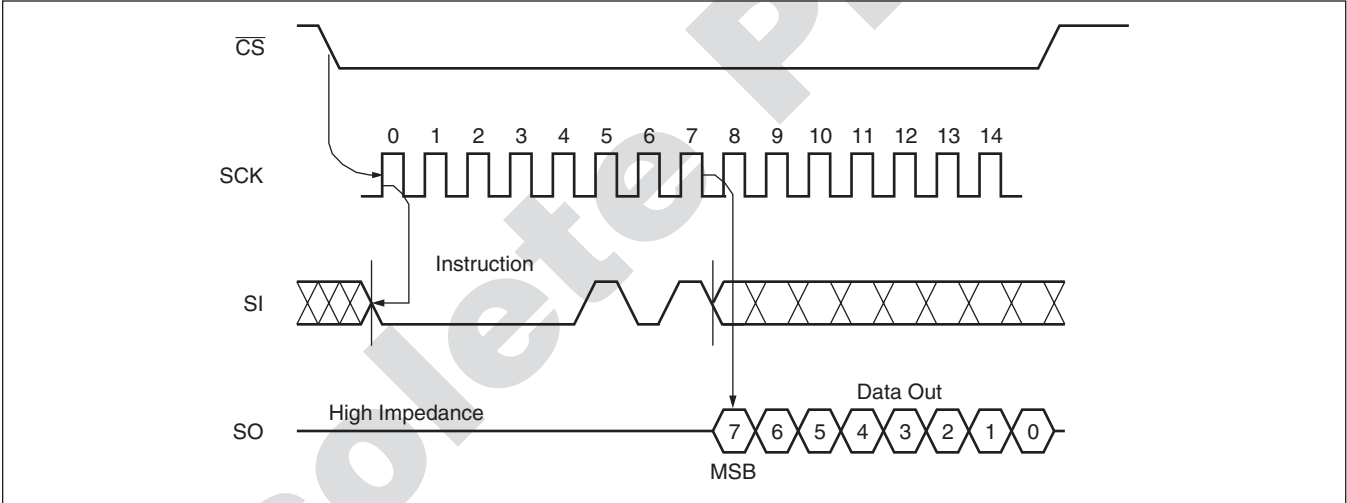 CS
0 1 2 3 4 5 6 7 8 9 10 11 12 13 14
SCK
Instruction
SI
Data Out
High Impedance
SO
7 6 5 4 3 2 1 0
MSB
olete P